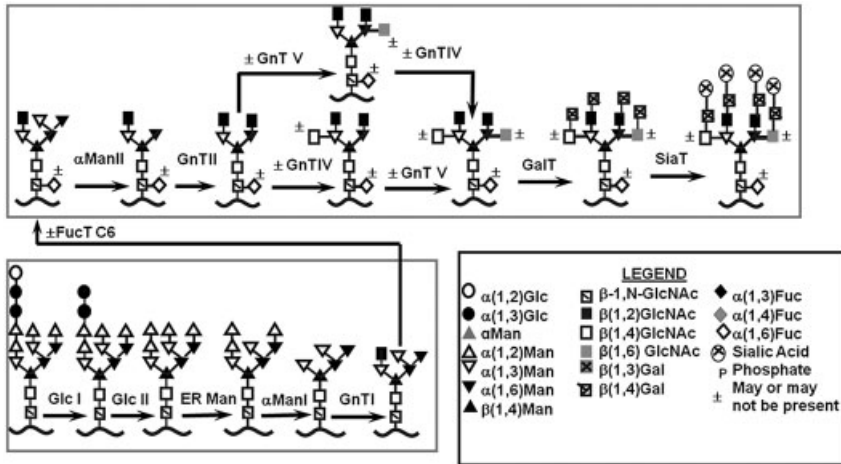 ± GnT V
± GnTIV
±
±
αManII
GnTII
± GnTIV
± GnT V
GalT
SiaT
±
±
±
±
±
±
±
±
±
±
±
±
±
±FucT C6
Glc I
Glc II
ER Man
αManI
GnTI
LEGEND
α(1,2)Glc
α(1,3)Glc
αMan
α(1,2)Man
α(1,3)Man
α(1,6)Man
β(1,4)Man
β-1,N-GlcNAc
β(1,2)GlcNAc
β(1,4)GlcNAc
β(1,6) GlcNAc
β(1,3)Gal
β(1,4)Gal
α(1,3)Fuc
α(1,4)Fuc
α(1,6)Fuc
Sialic Acid
P Phosphate
± May or may
not be present